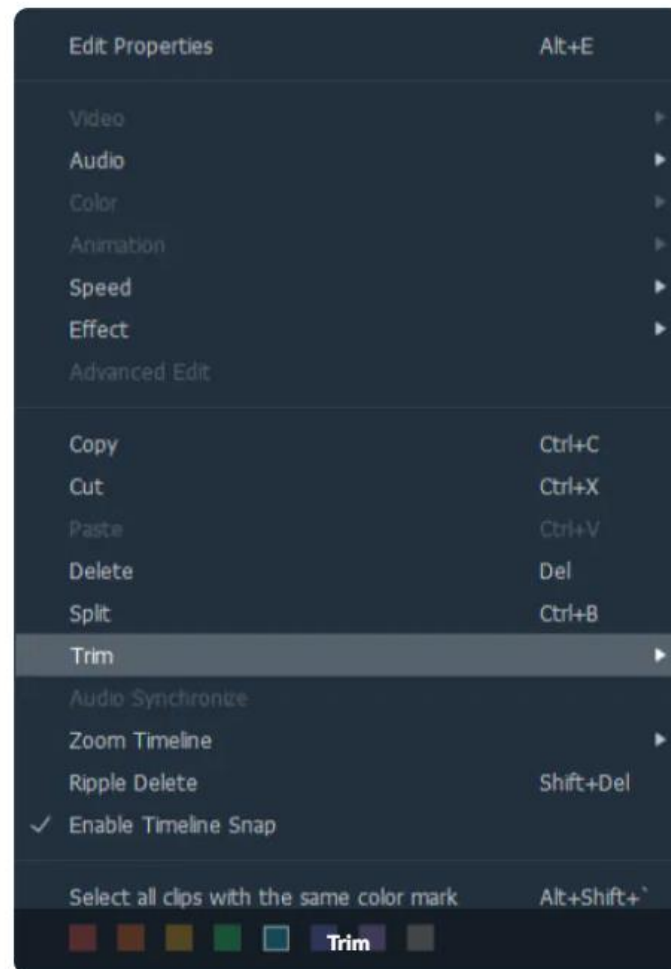 Edit Properties Alt+E
Video
Audio
Color
Animation
Speed
Effect
Advanced Edit
Copy Ctrl+C
Cut Ctrl+X
Paste Ctrl+V
Delete Del
Split Ctrl+B
Trim
Audio Synchronize
Zoom Timeline
Ripple Delete Shift+Del
Enable Timeline Snap
Select all clips with the same color mark Alt+Shift+`
Trim